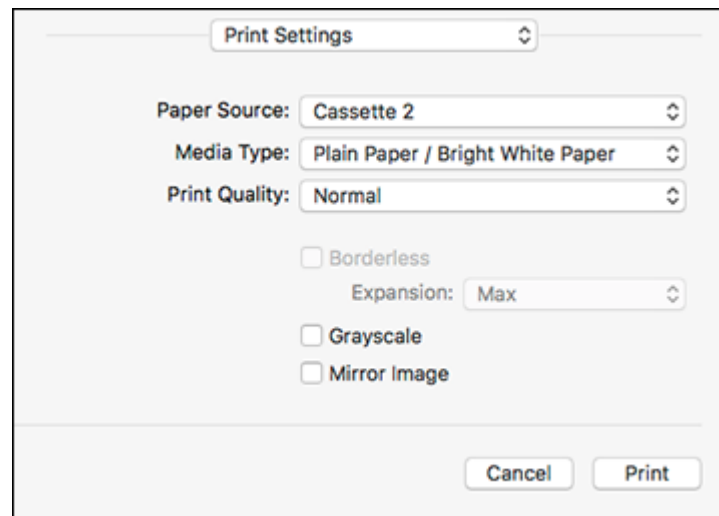 Print Settings
Paper Source: Cassette 2
Media Type: Plain Paper / Bright White Paper
Print Quality: Normal
Borderless
Expansion: Max
Grayscale
Mirror Image
Cancel Print